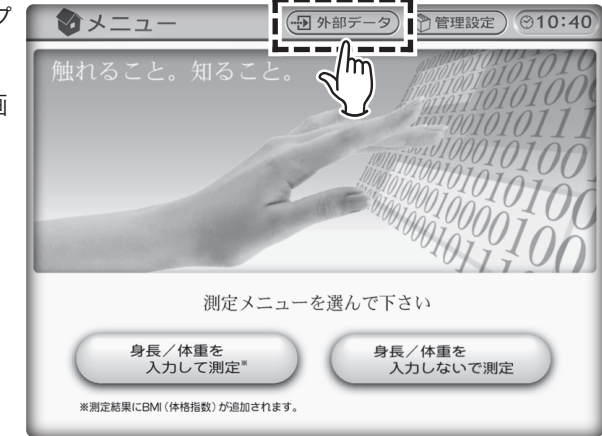 プ
画
メニュー
外部データ
管理設定
10:40
触れること。知ること。
測定メニューを選んで下さい
身長／体重を
入力して測定※
身長／体重を
入力しないで測定
※測定結果にBMI（体格指数）が追加されます。